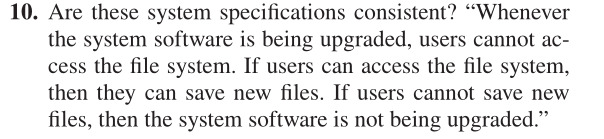 10. Are these system specifications consistent? “Whenever
the system software is being upgraded, users cannot ac-
cess the file system. If users can access the file system,
then they can save new files. If users cannot save new
files, then the system software is not being upgraded.”